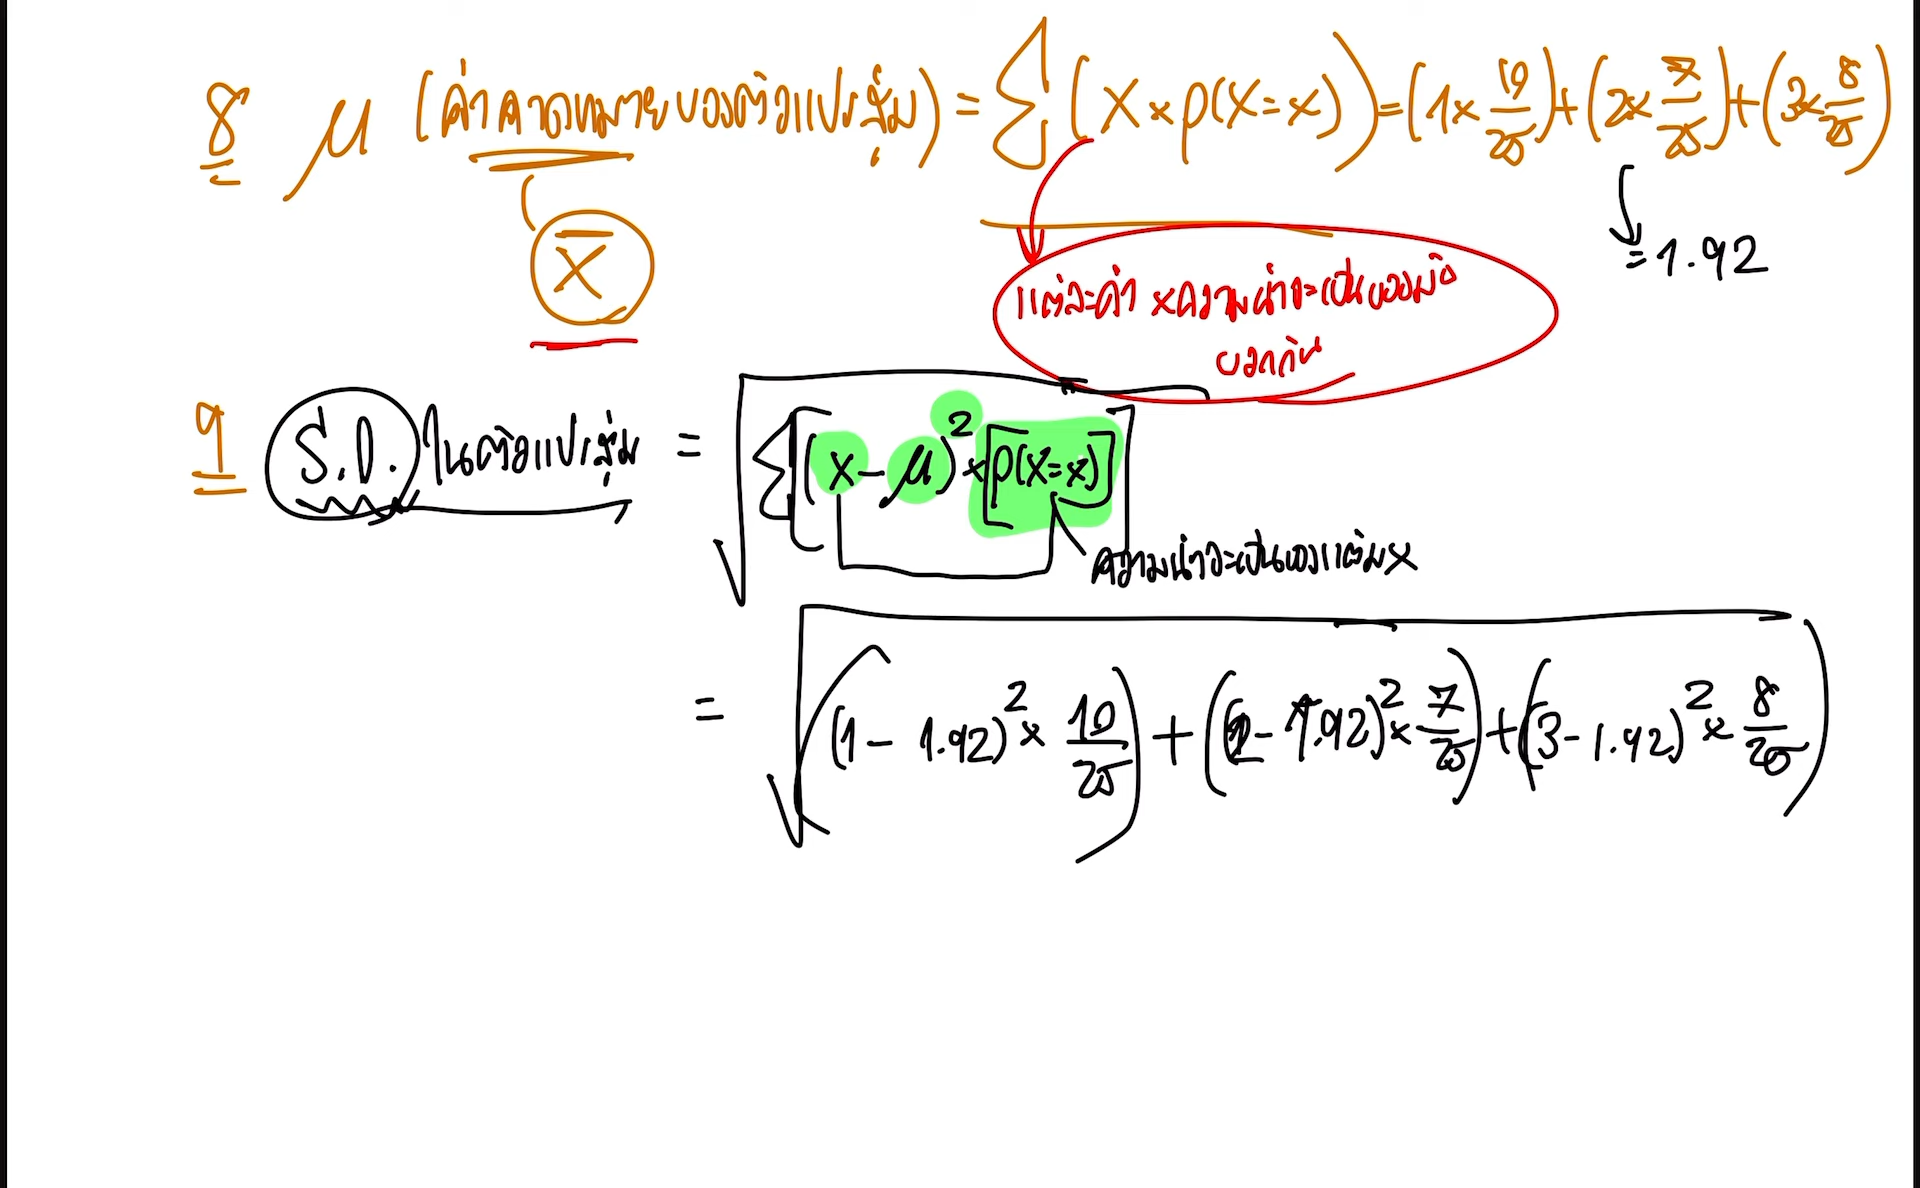 8 μ (ค่าคาดหมายของตัวแปรสุ่ม) = Σ(X×P(X=x)) = (1×10/25)+(2×7/25)+(3×8/25)
= 1.92
X̄
แต่ละค่า ×ความน่าจะเป็นของมัน
บวกกัน
9 S.D. ในตัวแปรสุ่ม = √Σ[(x-μ)²×[P(X=x)]]
ความน่าจะเป็นของแต้ม x
= √((1-1.92)²×10/25)+((2-1.92)²×7/25)+((3-1.92)²×8/25)